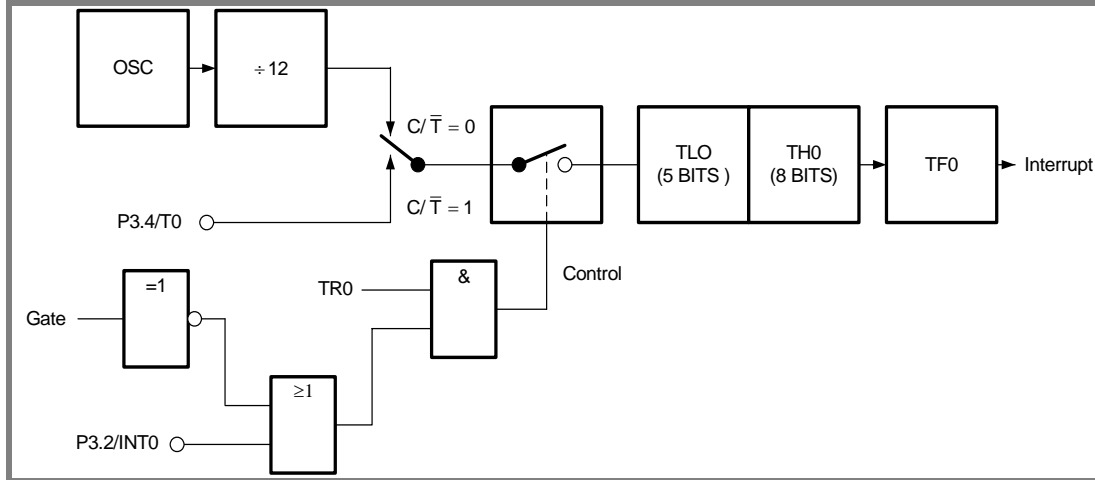 OSC
÷12
C/T̅ = 0
TLO
(5 BITS )
TH0
(8 BITS)
TF0
Interrupt
C/T̅ = 1
P3.4/T0
Control
TR0
&
=1
Gate
≥1
P3.2/INT0